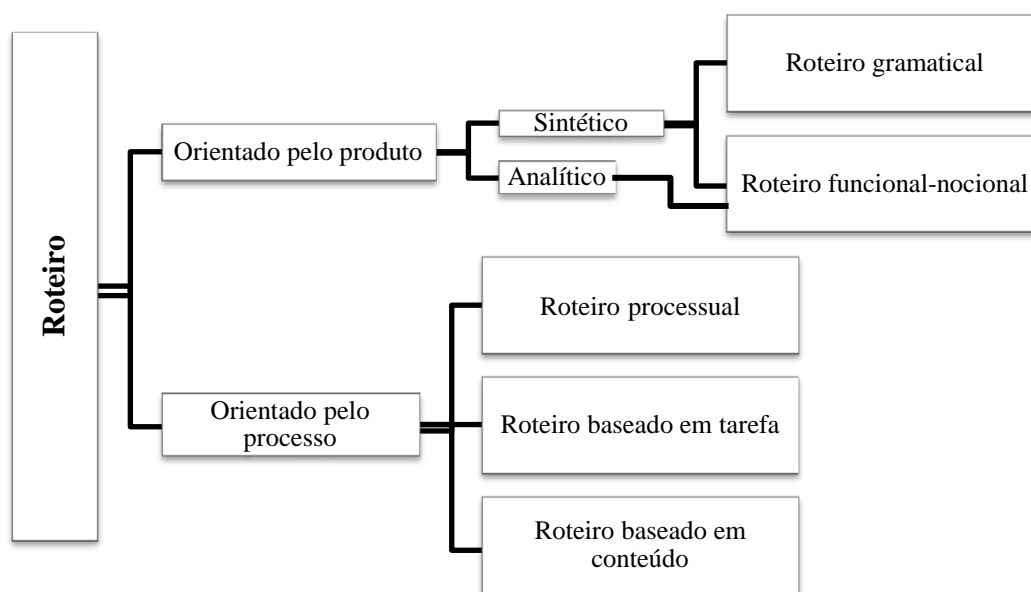 Roteiro
Orientado pelo produto
Sintético
Analítico
Roteiro gramatical
Roteiro funcional-nocional
Orientado pelo
processo
Roteiro processual
Roteiro baseado em tarefa
Roteiro baseado em
conteúdo